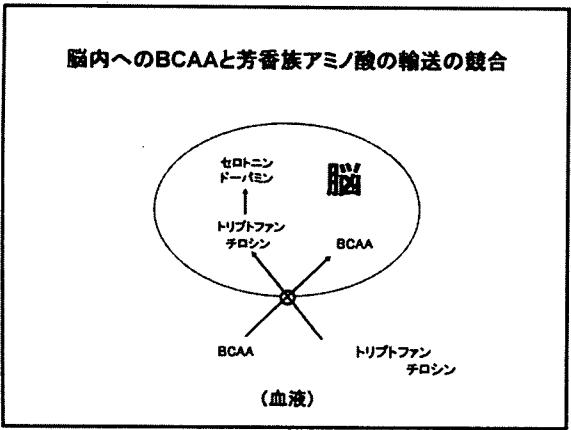 脳内へのBCAAと芳香族アミノ酸の輸送の競合
セロトニン
ドーパミン
脳
トリプトファン
チロシン
BCAA
BCAA
トリプトファン
チロシン
(血液)